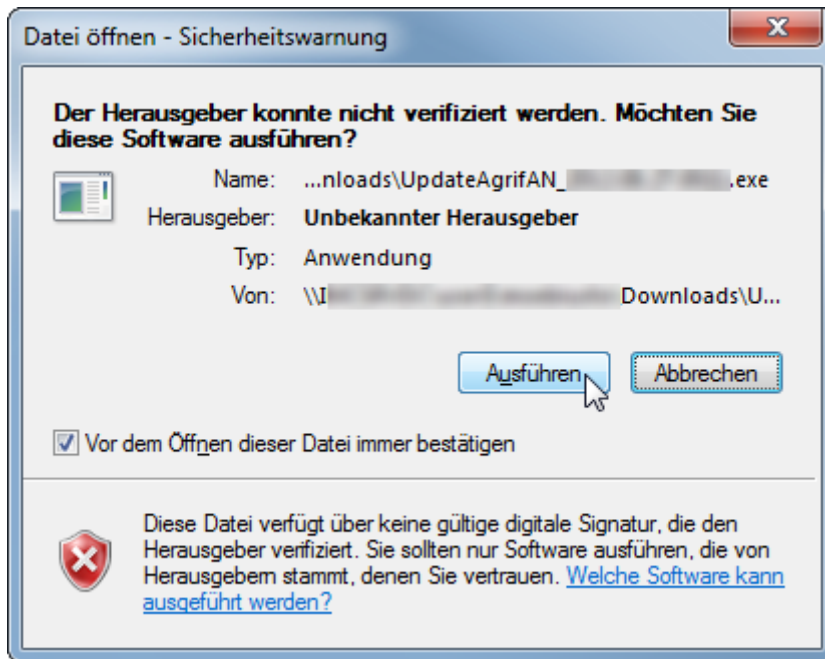 Datei öffnen - Sicherheitswarnung
Der Herausgeber konnte nicht verifiziert werden. Möchten Sie
diese Software ausführen?
Name: ...nloads\UpdateAgrifAN_ .exe
Herausgeber: Unbekannter Herausgeber
Typ: Anwendung
Von: \\I Downloads\U...
Ausführen Abbrechen
Vor dem Öffnen dieser Datei immer bestätigen
Diese Datei verfügt über keine gültige digitale Signatur, die den
Herausgeber verifiziert. Sie sollten nur Software ausführen, die von
Herausgebern stammt, denen Sie vertrauen. Welche Software kann
ausgeführt werden?